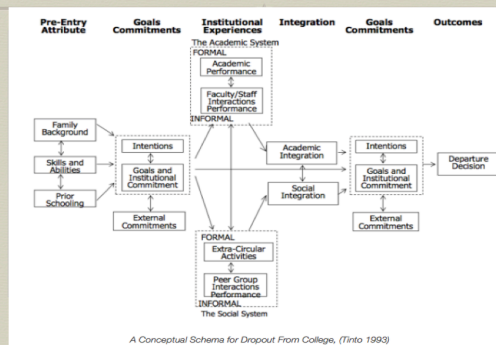 Pre-Entry
Attribute
Goals
Commitments
Institutional
Experiences
Integration
Goals
Commitments
Outcomes
The Academic System
FORMAL
Academic
Performance
Faculty/Staff
Interactions
Performance
INFORMAL
Family
Background
Skills and
Abilities
Prior
Schooling
Intentions
Goals and
Institutional
Commitment
External
Commitments
Academic
Integration
Social
Integration
FORMAL
Extra-Circular
Activities
Peer Group
Interactions
Performance
INFORMAL
The Social System
Intentions
Goals and
Institutional
Commitment
External
Commitments
Departure
Decision
A Conceptual Schema for Dropout From College, (Tinto 1993)